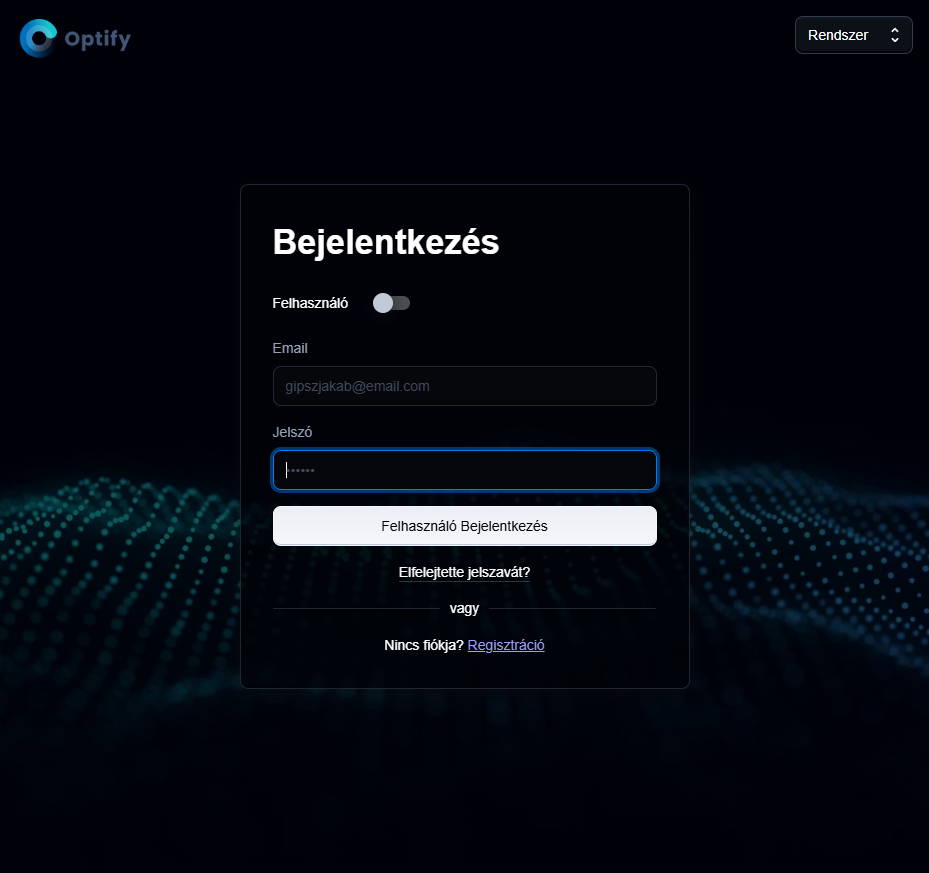 Optify
Rendszer
Bejelentkezés
Felhasználó
Email
gipszjakab@email.com
Jelszó
••••••
Felhasználó Bejelentkezés
Elfelejtette jelszavát?
vagy
Nincs fiókja? Regisztráció